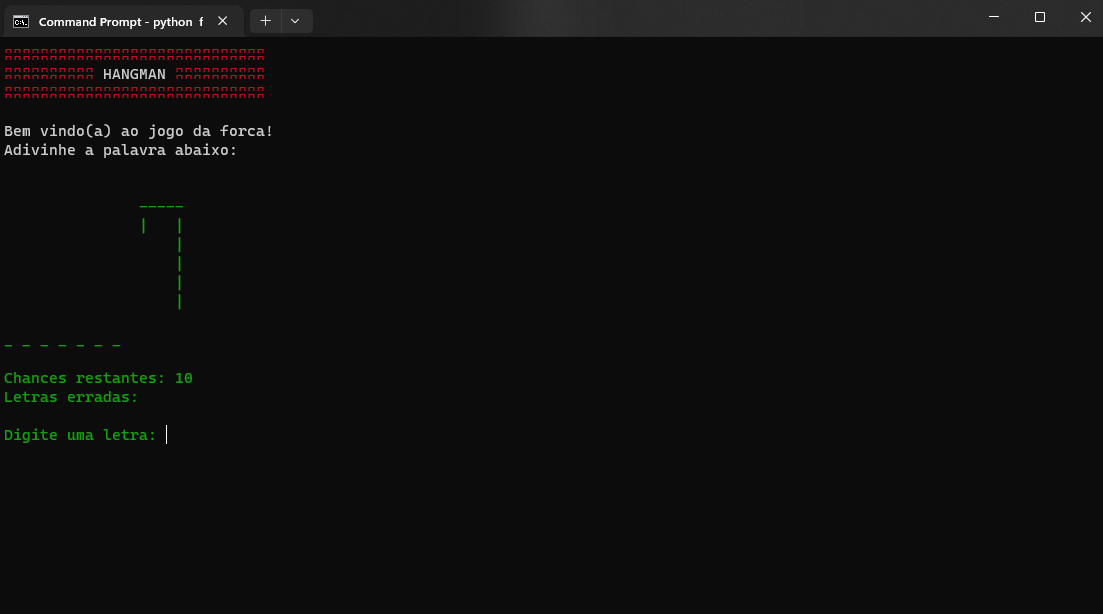 Command Prompt - python f
HANGMAN
Bem vindo(a) ao jogo da forca!
Adivinhe a palavra abaixo:
_ _ _ _ _ _ _
Chances restantes: 10
Letras erradas:
Digite uma letra: